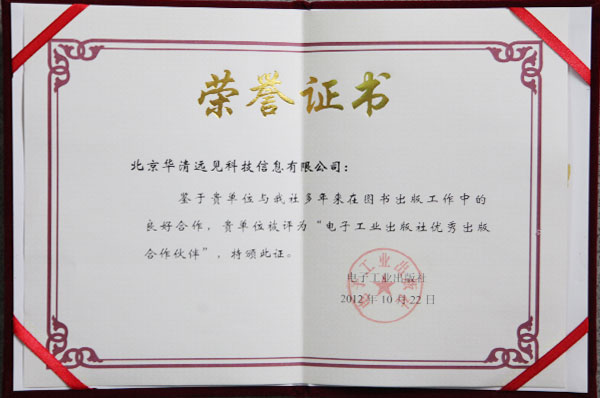 荣誉证书
北京华清远见科技信息有限公司：
鉴于贵单位与我社多年来在图书出版工作中的
良好合作，贵单位被评为“电子工业出版社优秀出版
合作伙伴”，特颁此证。
电子工业出版社
2012年10月22日